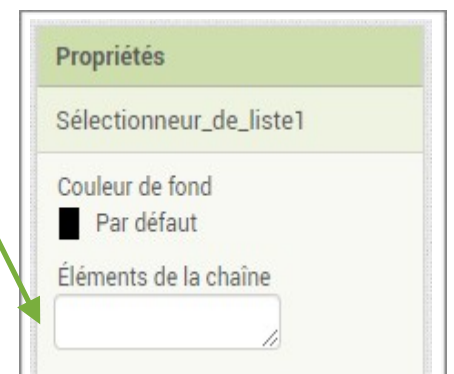 Propriétés
Sélectionneur_de_liste1
Couleur de fond
Par défaut
Éléments de la chaîne